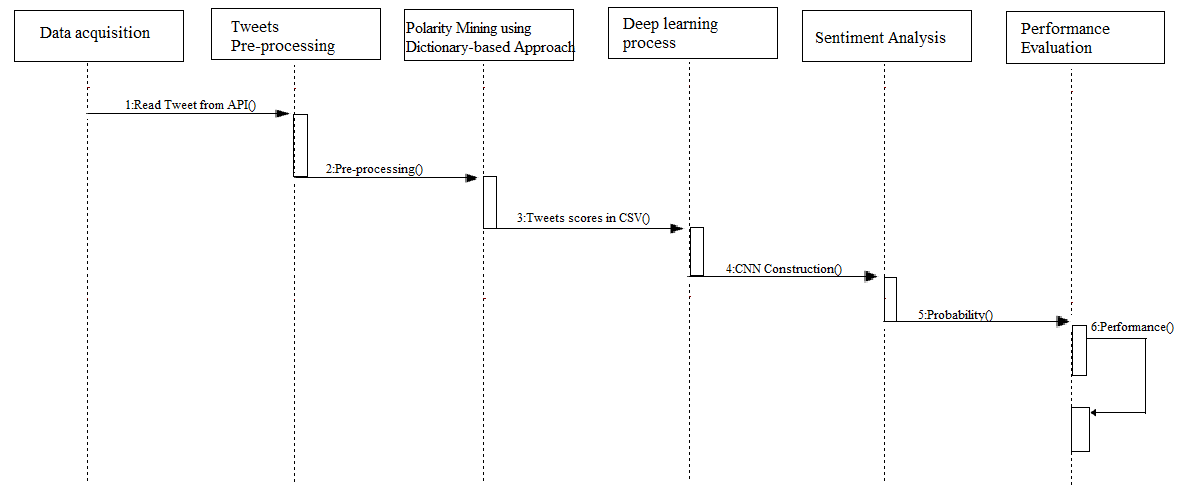 Data acquisition
Tweets
Pre-processing
Polarity Mining using
Dictionary-based Approach
Deep learning
process
Sentiment Analysis
Performance
Evaluation
1:Read Tweet from API()
2:Pre-processing()
3:Tweets scores in CSV()
4:CNN Construction()
5:Probability()
6:Performance()